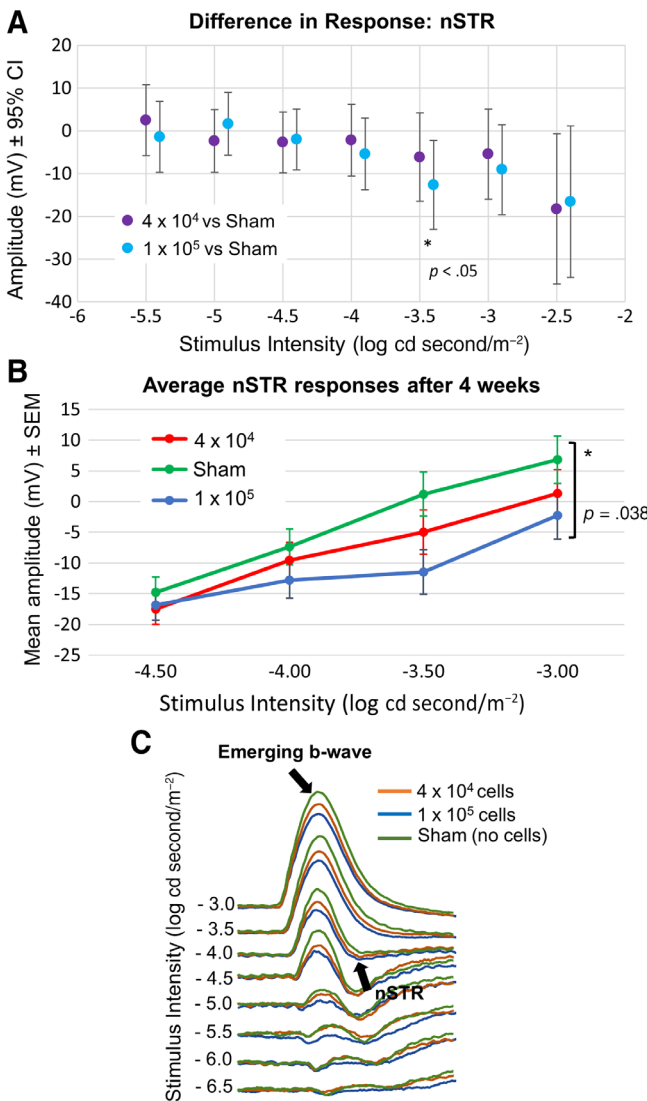 A
Difference in Response: nSTR
Amplitude (mV) ± 95% CI
20
10
0
-10
-20
-30
-40
4 x 10⁴ vs Sham
1 x 10⁵ vs Sham
*
p < .05
-6 -5.5 -5 -4.5 -4 -3.5 -3 -2.5 -2
Stimulus Intensity (log cd second/m⁻²)
B
Average nSTR responses after 4 weeks
Mean amplitude (mV) ± SEM
15
10
5
0
-5
-10
-15
-20
-25
4 x 10⁴
Sham
1 x 10⁵
*
p = .038
-4.50 -4.00 -3.50 -3.00
Stimulus Intensity (log cd second/m⁻²)
C
Emerging b-wave
Stimulus Intensity (log cd second/m⁻²)
4 x 10⁴ cells
1 x 10⁵ cells
Sham (no cells)
- 3.0
- 3.5
- 4.0
- 4.5
nSTR
- 5.0
- 5.5
- 6.0
- 6.5